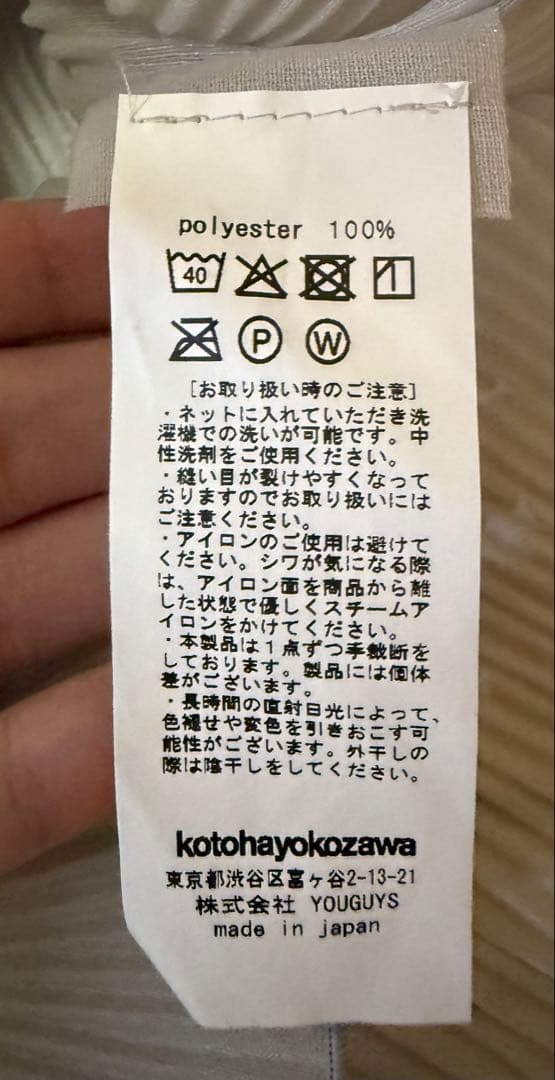 polyester 100%
40
P W
[お取り扱い時のご注意]
・ネットに入れていただき洗
濯機での洗いが可能です。中
性洗剤をご使用ください。
・縫い目が裂けやすくなって
おりますのでお取り扱いには
ご注意ください。
・アイロンのご使用は避けて
ください。シワが気になる際
は、アイロン面を商品から離
した状態で優しくスチームア
イロンをかけてください。
・本製品は1点ずつ手裁断を
しております。製品には個体
差がございます。
・長時間の直射日光によって、
色褪せや変色を引きおこす可
能性がございます。外干しの
際は陰干しをしてください。
kotohayokozawa
東京都渋谷区富ヶ谷2-13-21
株式会社 YOUGUYS
made in japan